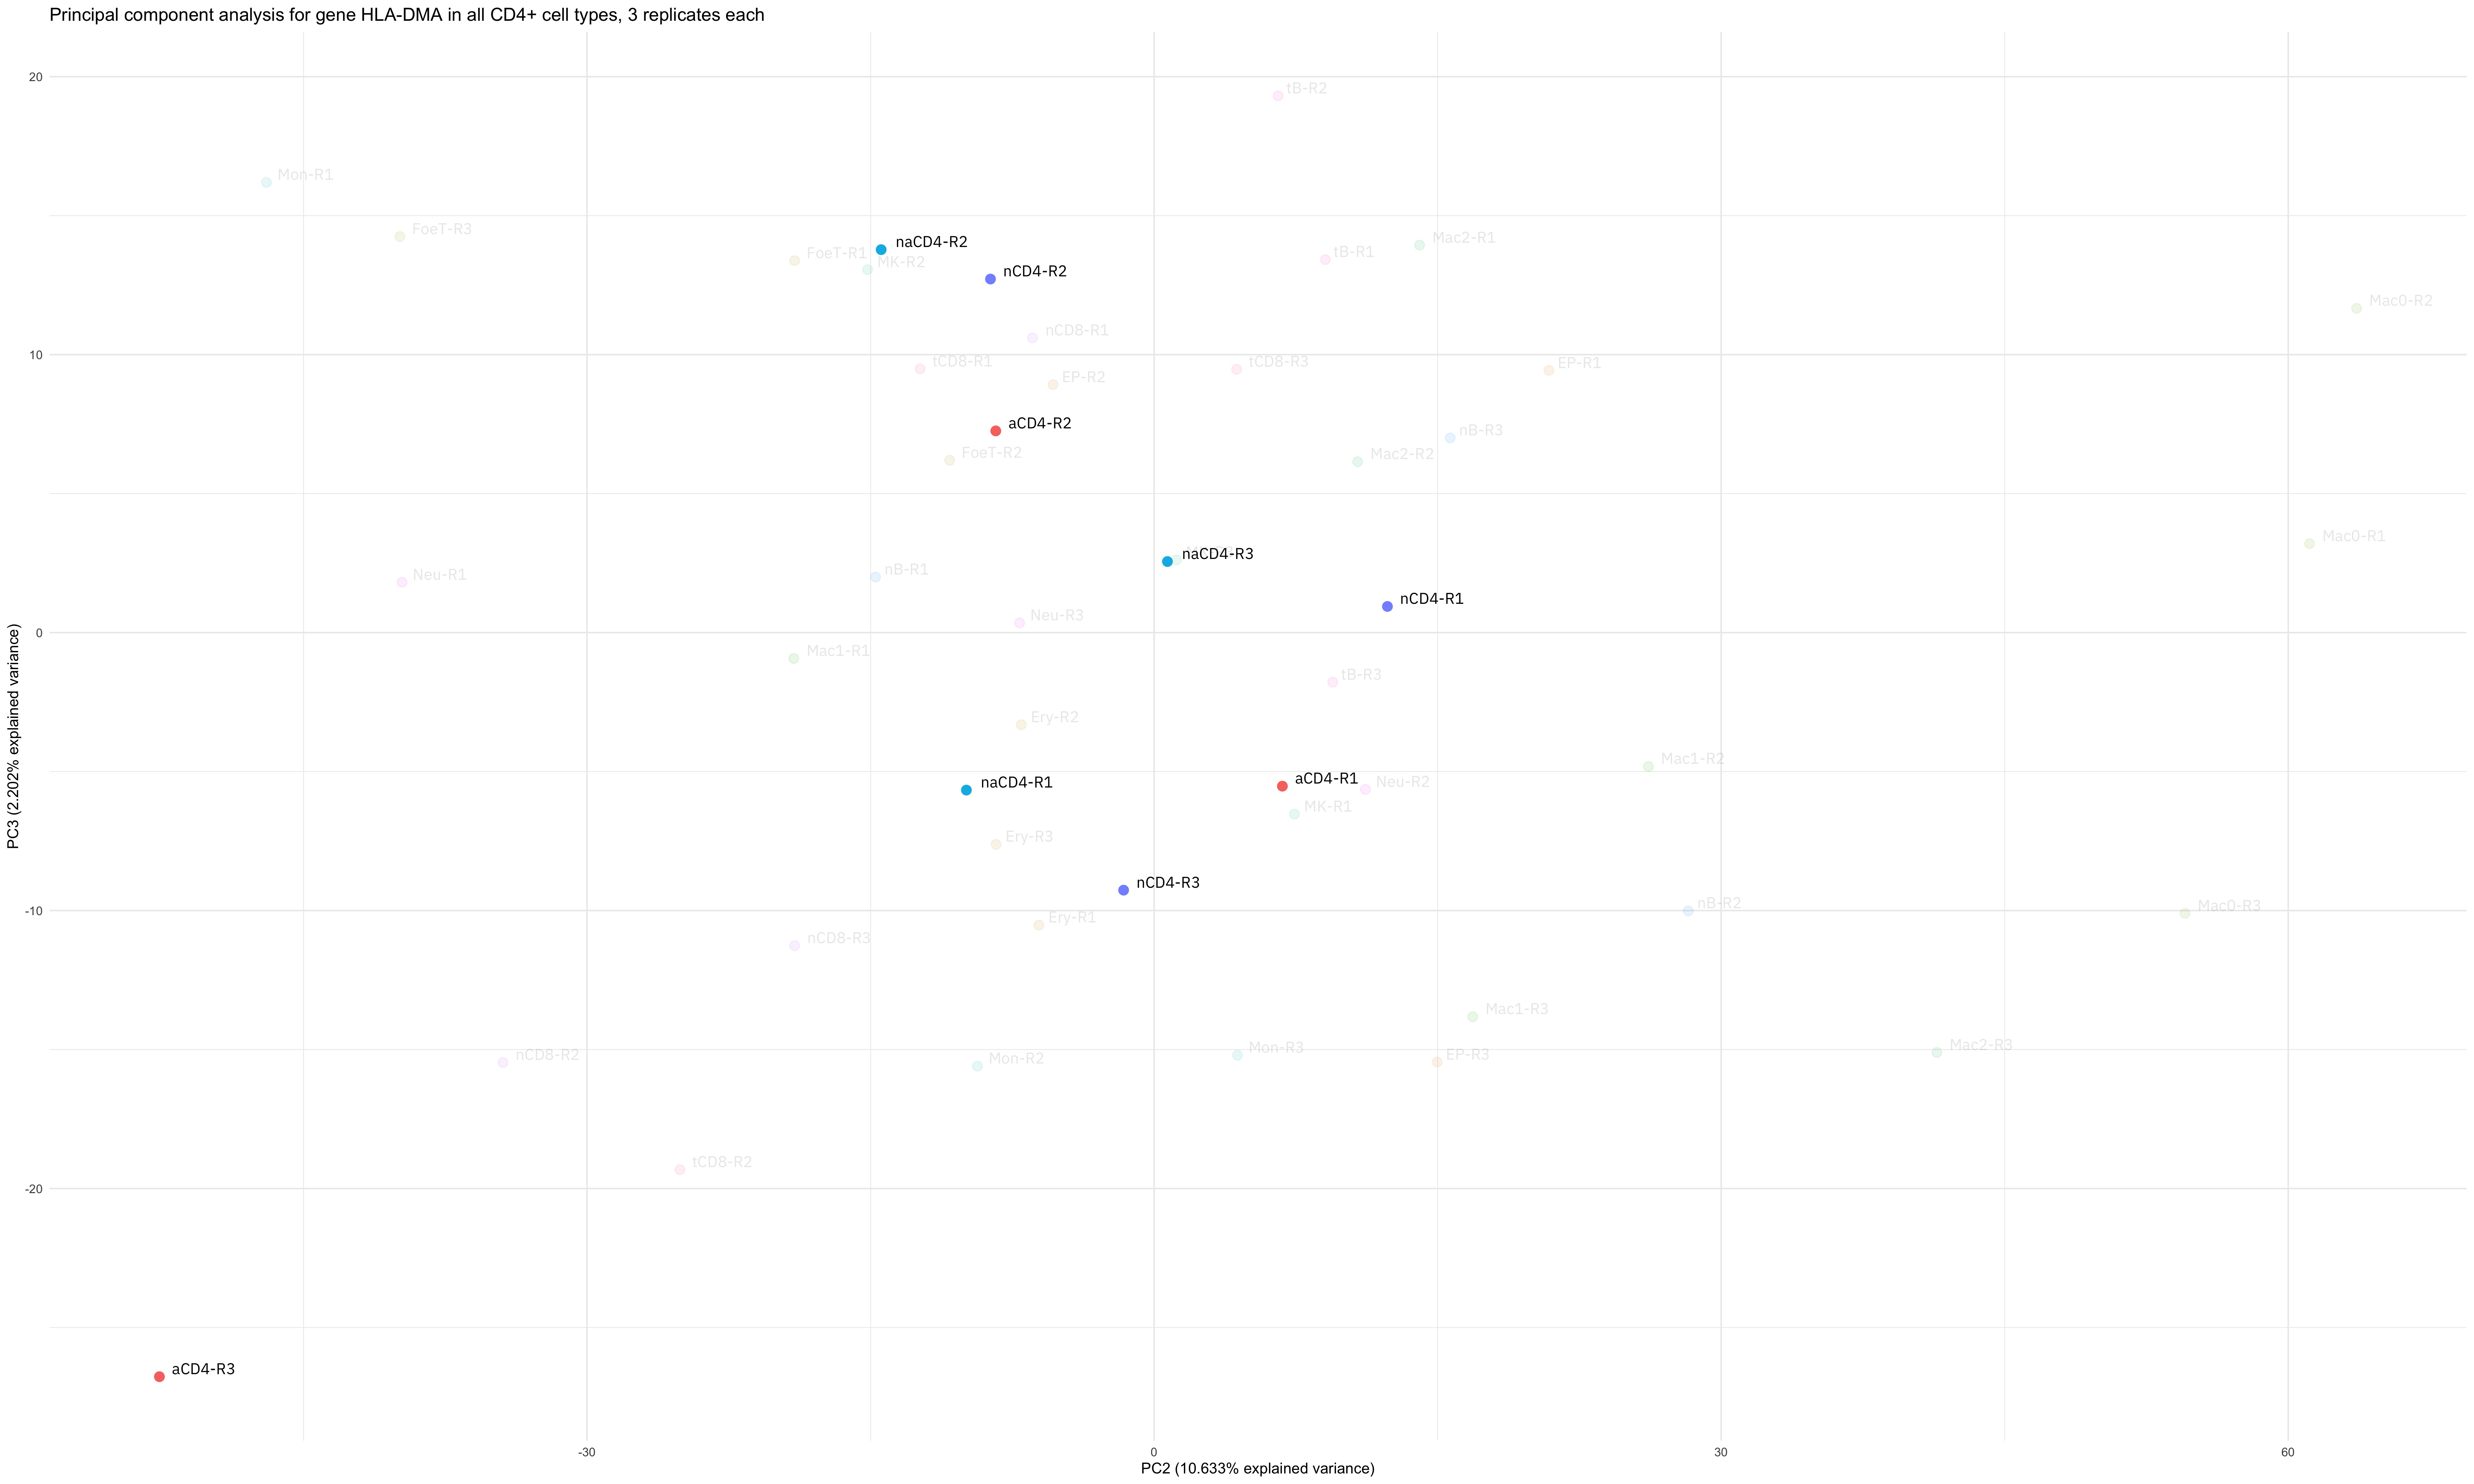 Principal component analysis for gene HLA-DMA in all CD4+ cell types, 3 replicates each
20
tB-R2
Mon-R1
FoeT-R3
naCD4-R2
Mac2-R1
FoeT-R1
tB-R1
MK-R2
nCD4-R2
Mac0-R2
nCD8-R1
10
tCD8-R1
tCD8-R3
EP-R1
EP-R2
aCD4-R2
nB-R3
FoeT-R2
Mac2-R2
Mac0-R1
naCD4-R3
nB-R1
Neu-R1
nCD4-R1
Neu-R3
0
Mac1-R1
tB-R3
Ery-R2
PC3 (2.202% explained variance)
Mac1-R2
aCD4-R1
naCD4-R1
Neu-R2
MK-R1
Ery-R3
nCD4-R3
nB-R2
Mac0-R3
-10
Ery-R1
nCD8-R3
Mac1-R3
Mac2-R3
Mon-R3
nCD8-R2
EP-R3
Mon-R2
tCD8-R2
-20
aCD4-R3
-30
0
30
60
PC2 (10.633% explained variance)